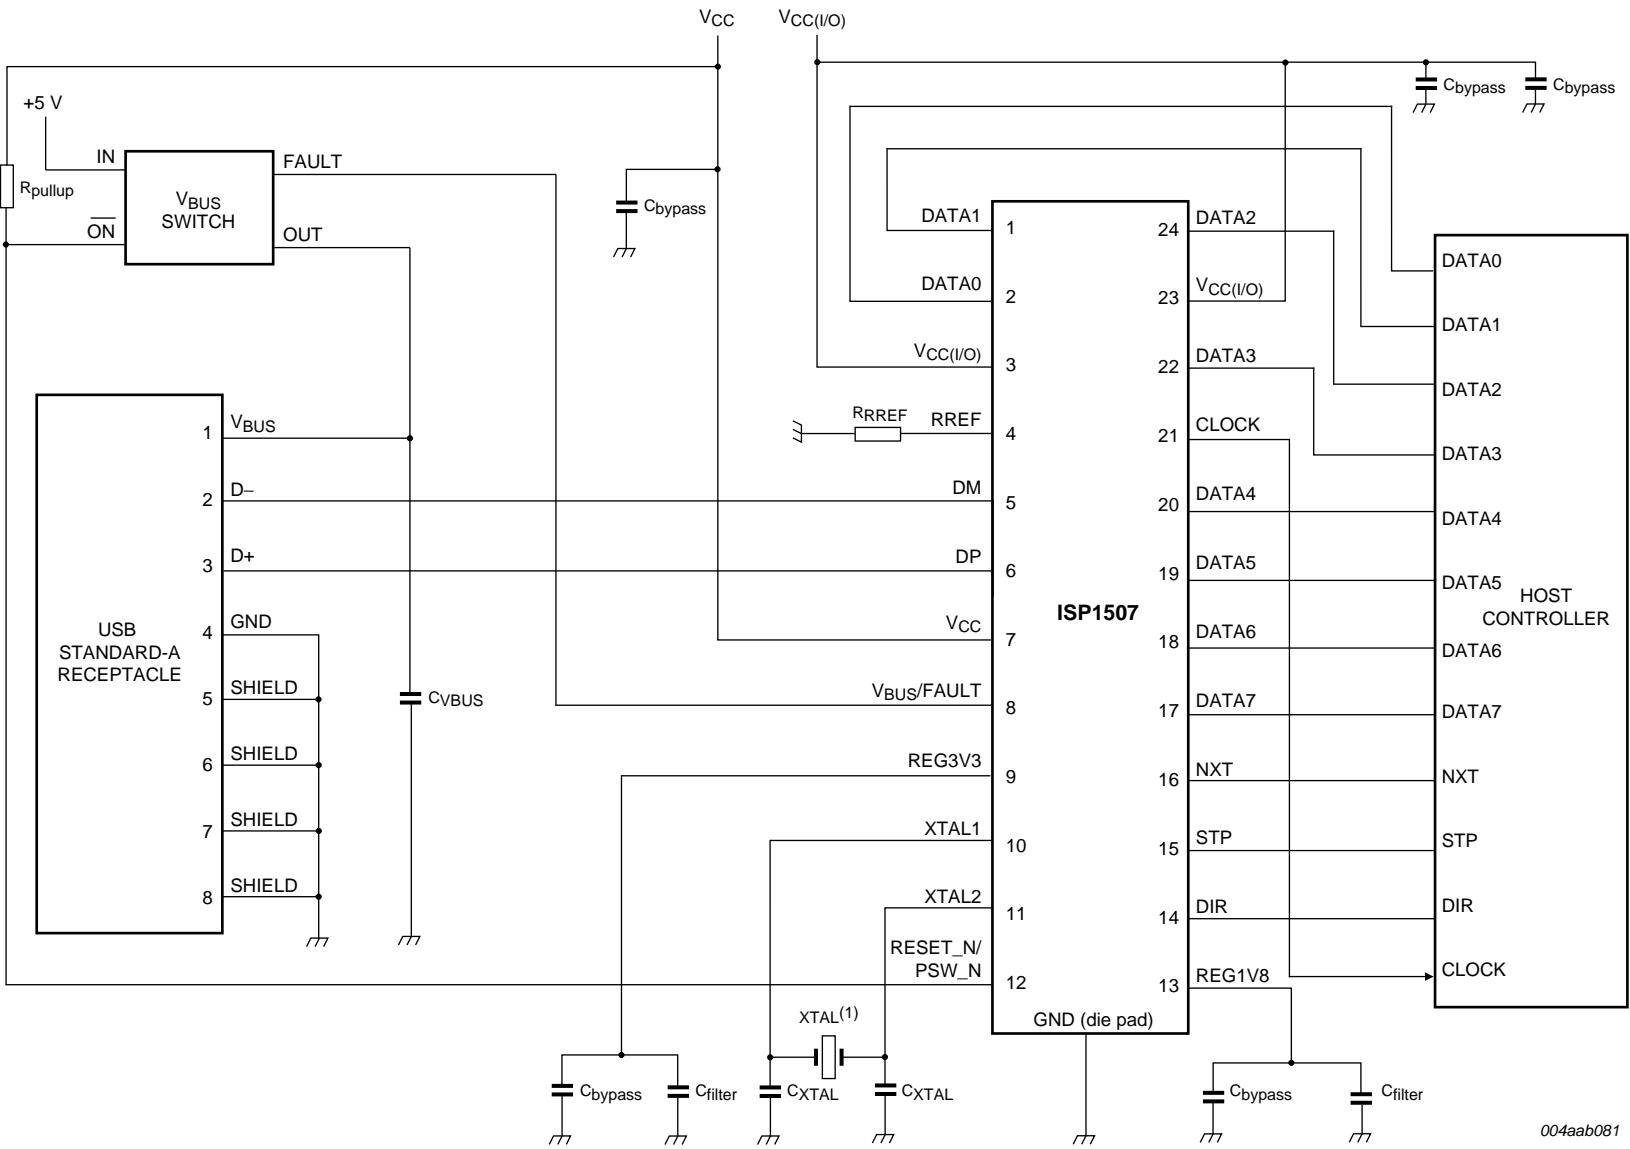 VCC
VCC(I/O)
Cbypass
Cbypass
+5 V
IN
FAULT
Rpullup
VBUS
SWITCH
ON
OUT
Cbypass
DATA1
1
DATA0
2
VCC(I/O)
3
RRREF
RREF
4
DM
5
DP
6
VCC
7
VBUS/FAULT
8
REG3V3
9
XTAL1
10
XTAL2
11
RESET_N/
PSW_N
12
ISP1507
GND (die pad)
24
DATA2
23
VCC(I/O)
22
DATA3
21
CLOCK
20
DATA4
19
DATA5
18
DATA6
17
DATA7
16
NXT
15
STP
14
DIR
13
REG1V8
DATA0
DATA1
DATA2
DATA3
DATA4
DATA5
HOST
CONTROLLER
DATA6
DATA7
NXT
STP
DIR
CLOCK
1
VBUS
2
D−
3
D+
4
GND
USB
STANDARD-A
RECEPTACLE
5
SHIELD
6
SHIELD
7
SHIELD
8
SHIELD
CVBUS
XTAL(1)
Cbypass
Cfilter
CXTAL
CXTAL
Cbypass
Cfilter
004aab081